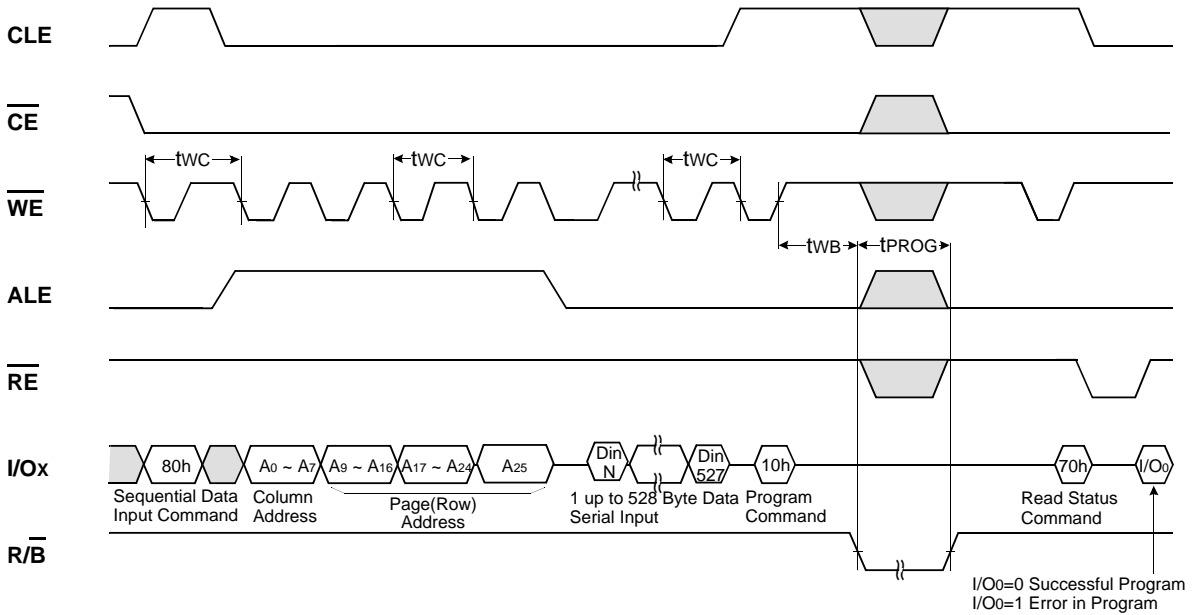 CLE
CE
tWC tWC tWC
WE
tWB tPROG
ALE
RE
I/Ox 80h A0 ~ A7 A9 ~ A16 A17 ~ A24 A25 Din N Din 527 10h 70h I/O0
Sequential Data Input Command
Column Address
Page(Row) Address
1 up to 528 Byte Data Serial Input
Program Command
Read Status Command
R/B
I/O0=0 Successful Program
I/O0=1 Error in Program